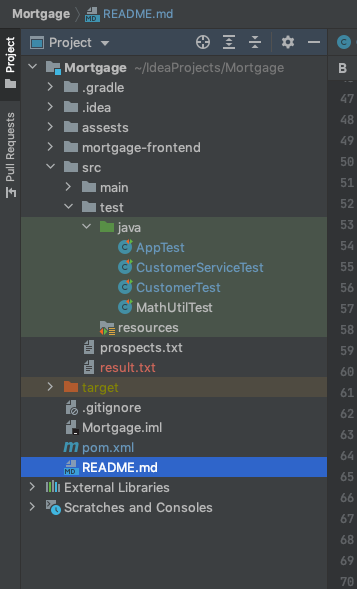 Mortgage README.md
Project
Mortgage ~/IdeaProjects/Mortgage
.gradle
.idea
assests
mortgage-frontend
src
main
test
java
AppTest
CustomerServiceTest
CustomerTest
MathUtilTest
resources
prospects.txt
result.txt
target
.gitignore
Mortgage.iml
pom.xml
README.md
External Libraries
Scratches and Consoles
Project
Pull Requests
B
47
48
49
50
51
52
53
54
55
56
57
58
59
60
61
62
63
64
65
66
67
68
69
70